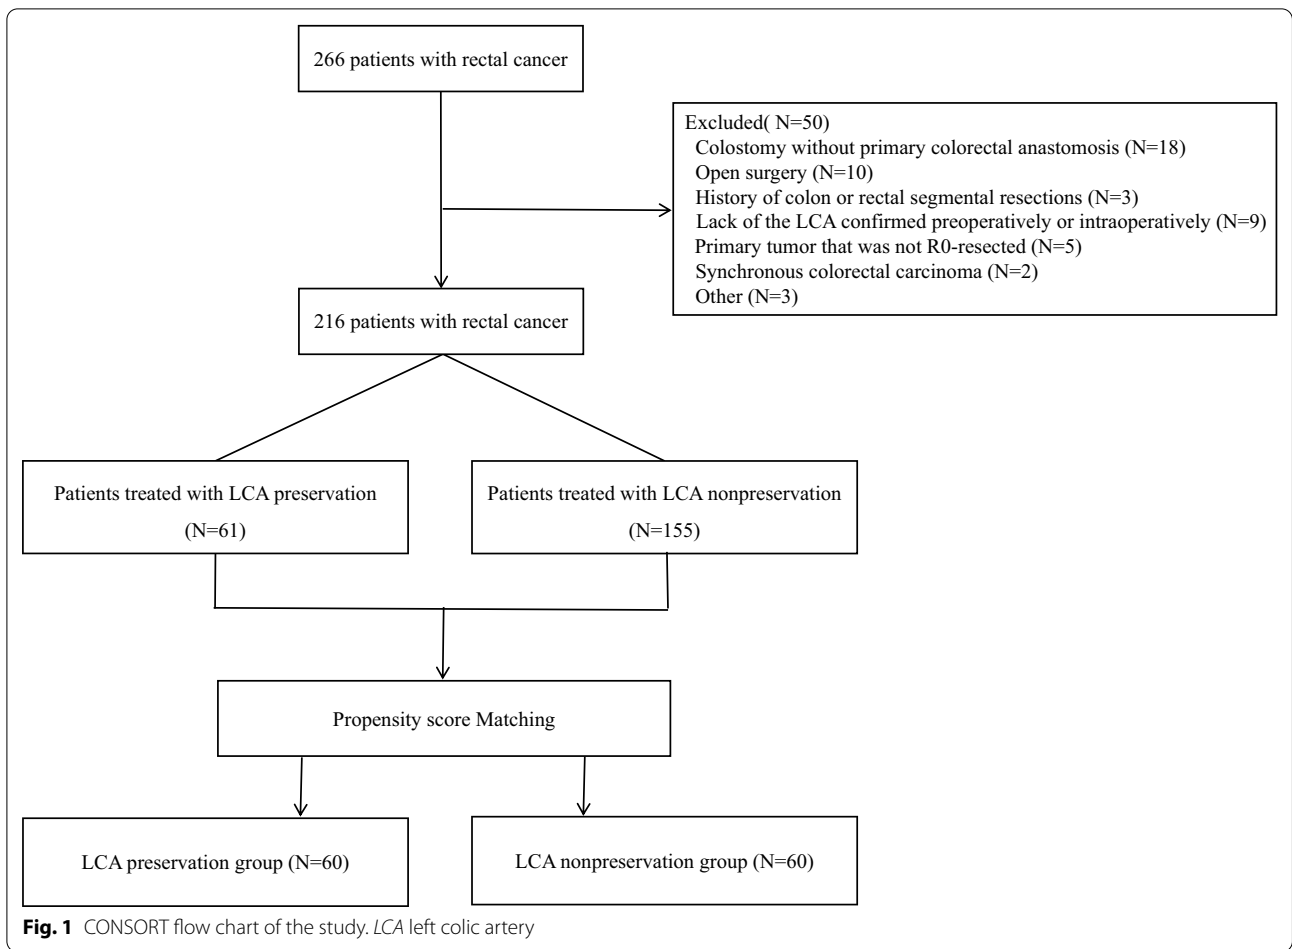 266 patients with rectal cancer
Excluded( N=50)
Colostomy without primary colorectal anastomosis (N=18)
Open surgery (N=10)
History of colon or rectal segmental resections (N=3)
Lack of the LCA confirmed preoperatively or intraoperatively (N=9)
Primary tumor that was not R0-resected (N=5)
Synchronous colorectal carcinoma (N=2)
Other (N=3)
216 patients with rectal cancer
Patients treated with LCA preservation
(N=61)
Patients treated with LCA nonpreservation
(N=155)
Propensity score Matching
LCA preservation group (N=60)
LCA nonpreservation group (N=60)
Fig. 1 CONSORT flow chart of the study. LCA left colic artery